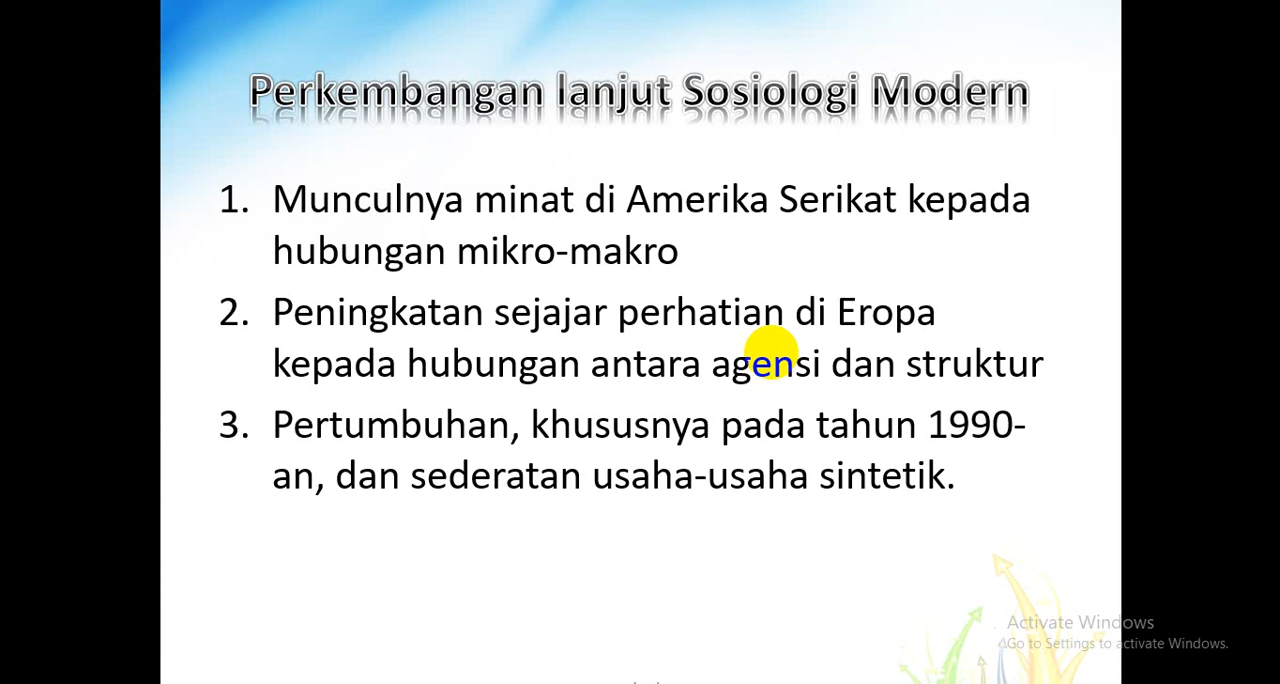 Perkembangan lanjut Sosiologi Modern
1. Munculnya minat di Amerika Serikat kepada
hubungan mikro-makro
2. Peningkatan sejajar perhatian di Eropa
kepada hubungan antara agensi dan struktur
3. Pertumbuhan, khususnya pada tahun 1990-
an, dan sederatan usaha-usaha sintetik.
Activate Windows
Go to Settings to activate Windows.